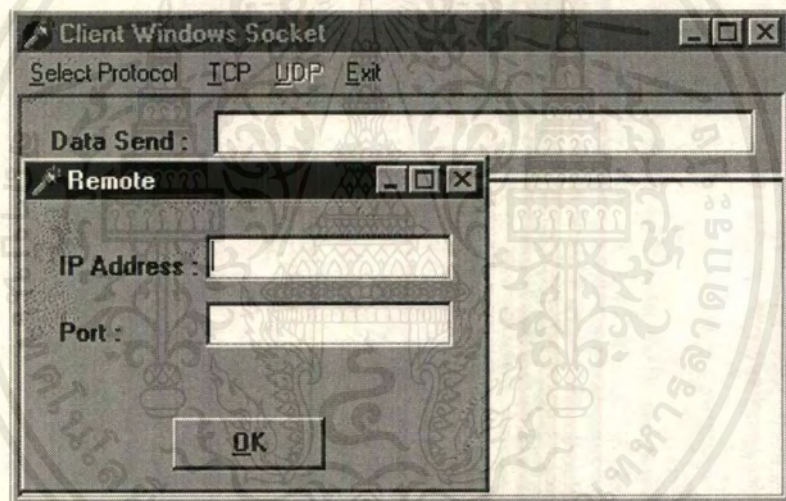 Client Windows Socket
Select Protocol TCP UDP Exit
Data Send :
Remote
IP Address :
Port :
OK